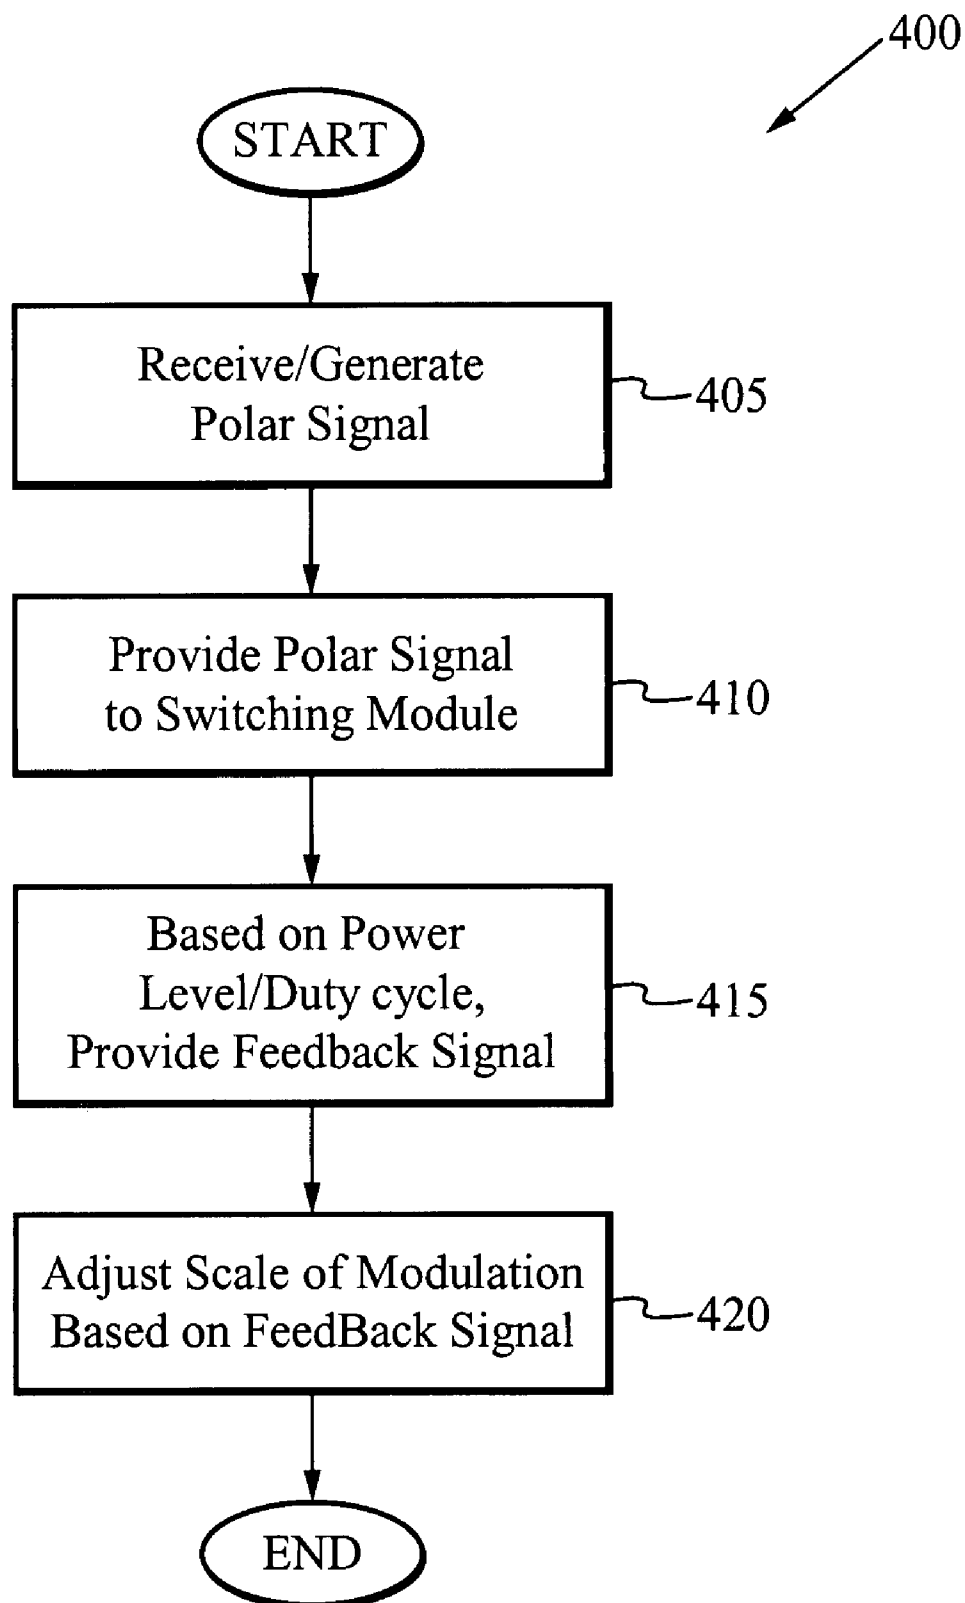 400
START
Receive/Generate
Polar Signal
405
Provide Polar Signal
to Switching Module
410
Based on Power
Level/Duty cycle,
Provide Feedback Signal
415
Adjust Scale of Modulation
Based on FeedBack Signal
420
END